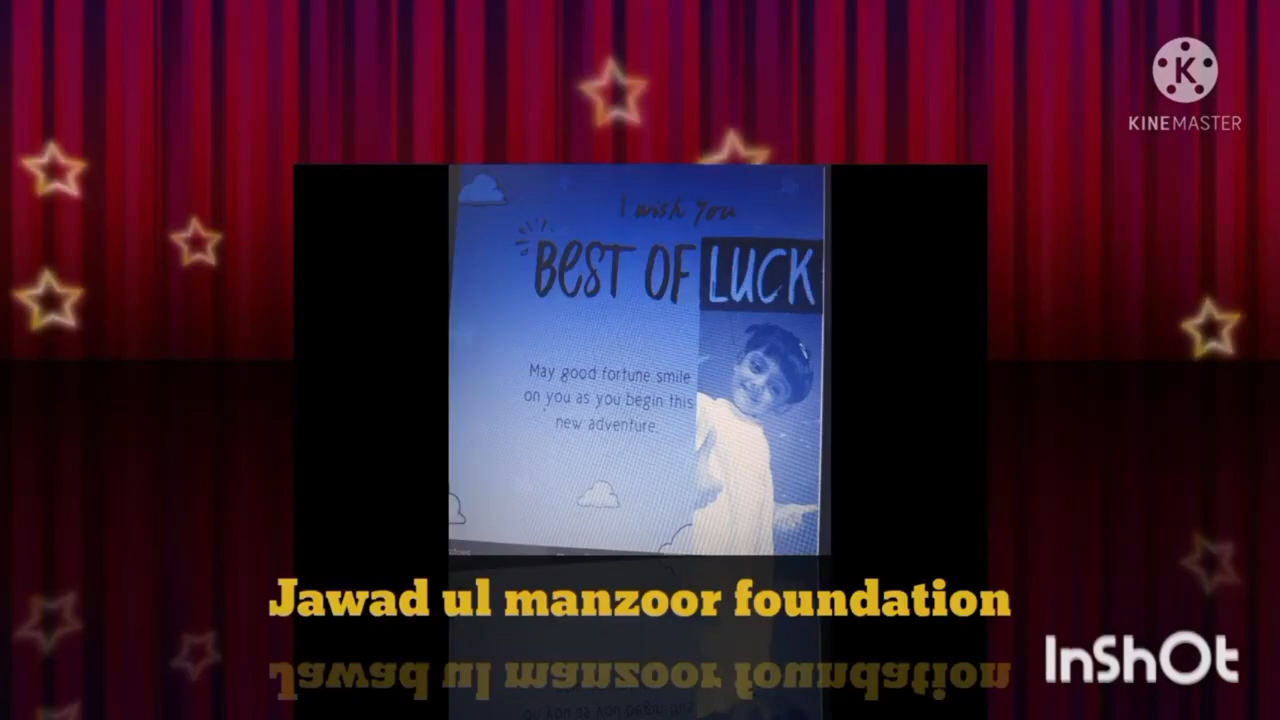 KINEMASTER
I wish you
BEST OF LUCK
May good fortune smile
on you as you begin this
new adventure.
Jawad ul manzoor foundation
InShOt